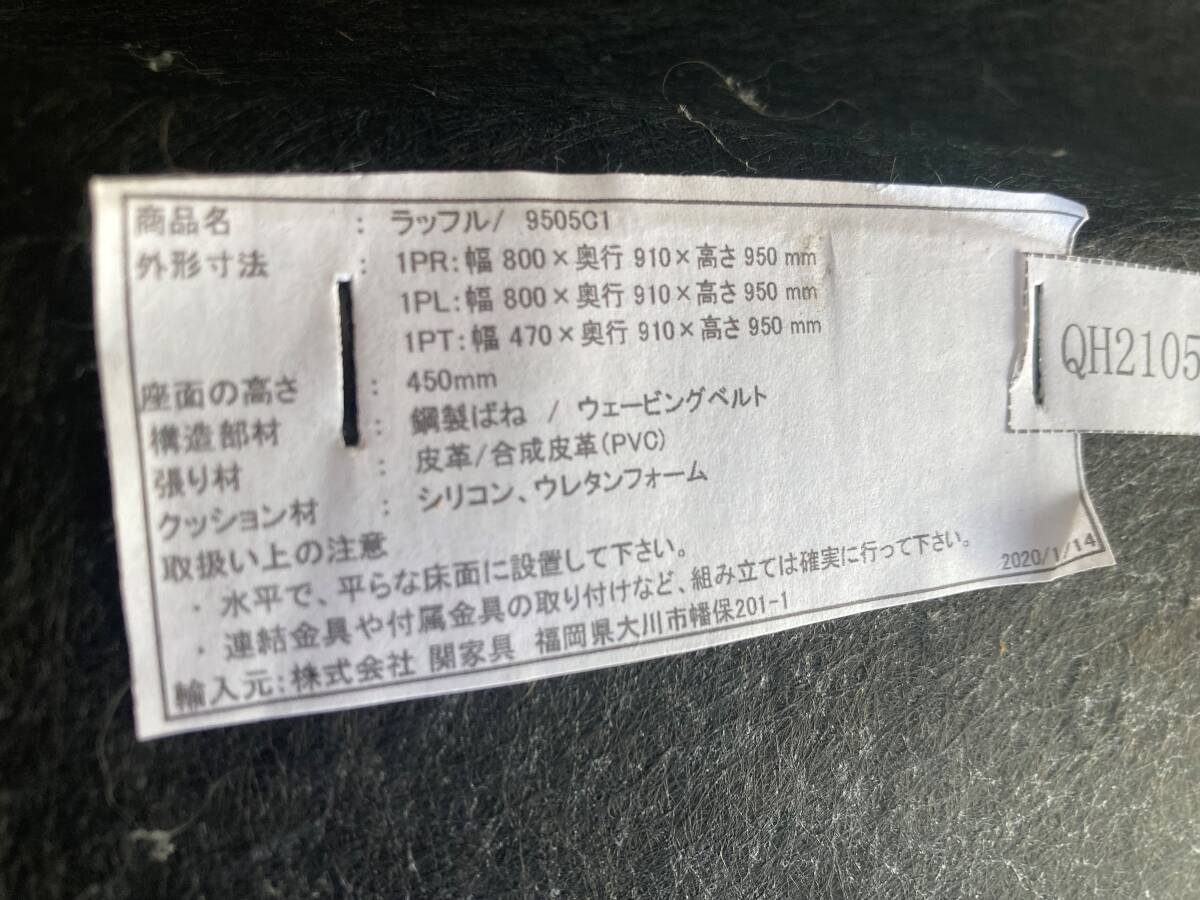 商品名 : ラッフル/ 9505C1
外形寸法 : 1PR:幅 800×奥行 910×高さ 950 mm
1PL:幅 800×奥行 910×高さ 950 mm
1PT:幅 470×奥行 910×高さ 950 mm
座面の高さ : 450mm
構造部材 : 鋼製ばね / ウェービングベルト
張り材 : 皮革/合成皮革(PVC)
クッション材 : シリコン、ウレタンフォーム
取扱い上の注意
・ 水平で、平らな床面に設置して下さい。
・ 連結金具や付属金具の取り付けなど、組み立ては確実に行って下さい。
輸入元:株式会社 関家具 福岡県大川市幡保201-1
2020/1/14
QH2105